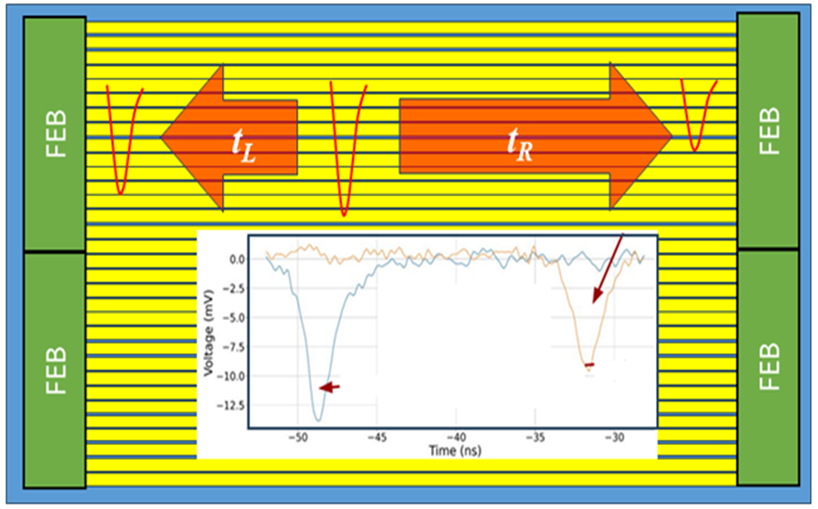 FEB
FEB
t_L
t_R
FEB
FEB
Voltage (mV)
0.0
−2.5
−5.0
−7.5
−10.0
−12.5
−50
−45
−40
−35
−30
Time (ns)